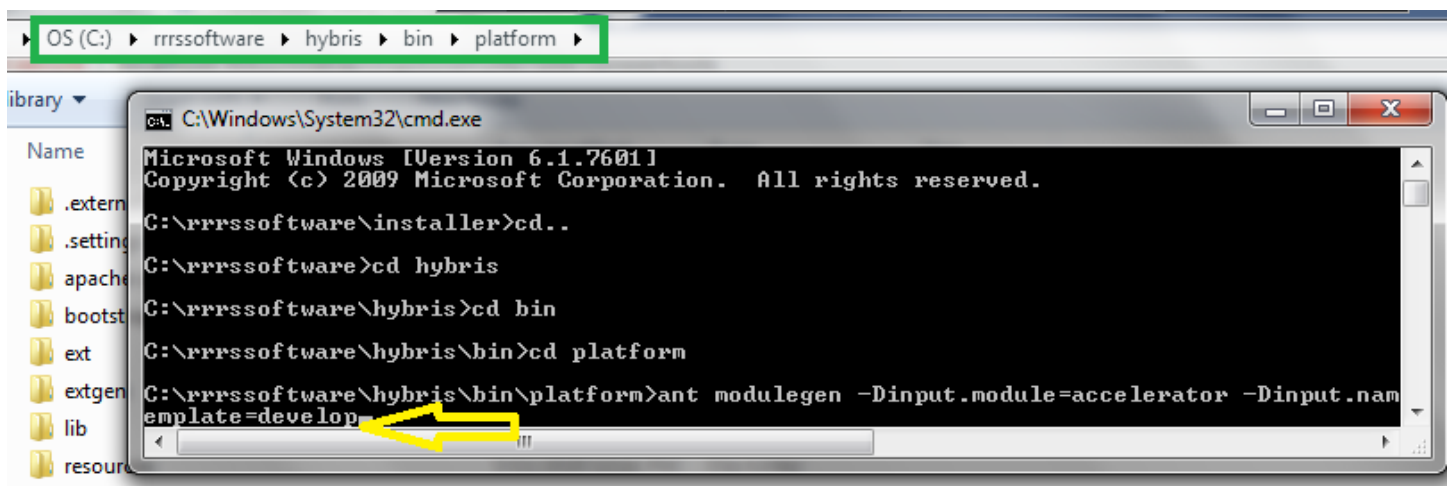 OS (C:) ▸ rrrssoftware ▸ hybris ▸ bin ▸ platform ▸
C:\Windows\System32\cmd.exe
Name
Microsoft Windows [Version 6.1.7601]
Copyright (c) 2009 Microsoft Corporation.  All rights reserved.
.extern
C:\rrrssoftware\installer>cd..
.setting
C:\rrrssoftware>cd hybris
apache
C:\rrrssoftware\hybris>cd bin
bootst
C:\rrrssoftware\hybris\bin>cd platform
ext
C:\rrrssoftware\hybris\bin\platform>ant modulegen -Dinput.module=accelerator -Dinput.nam
extgen
emplate=develop
lib
resour